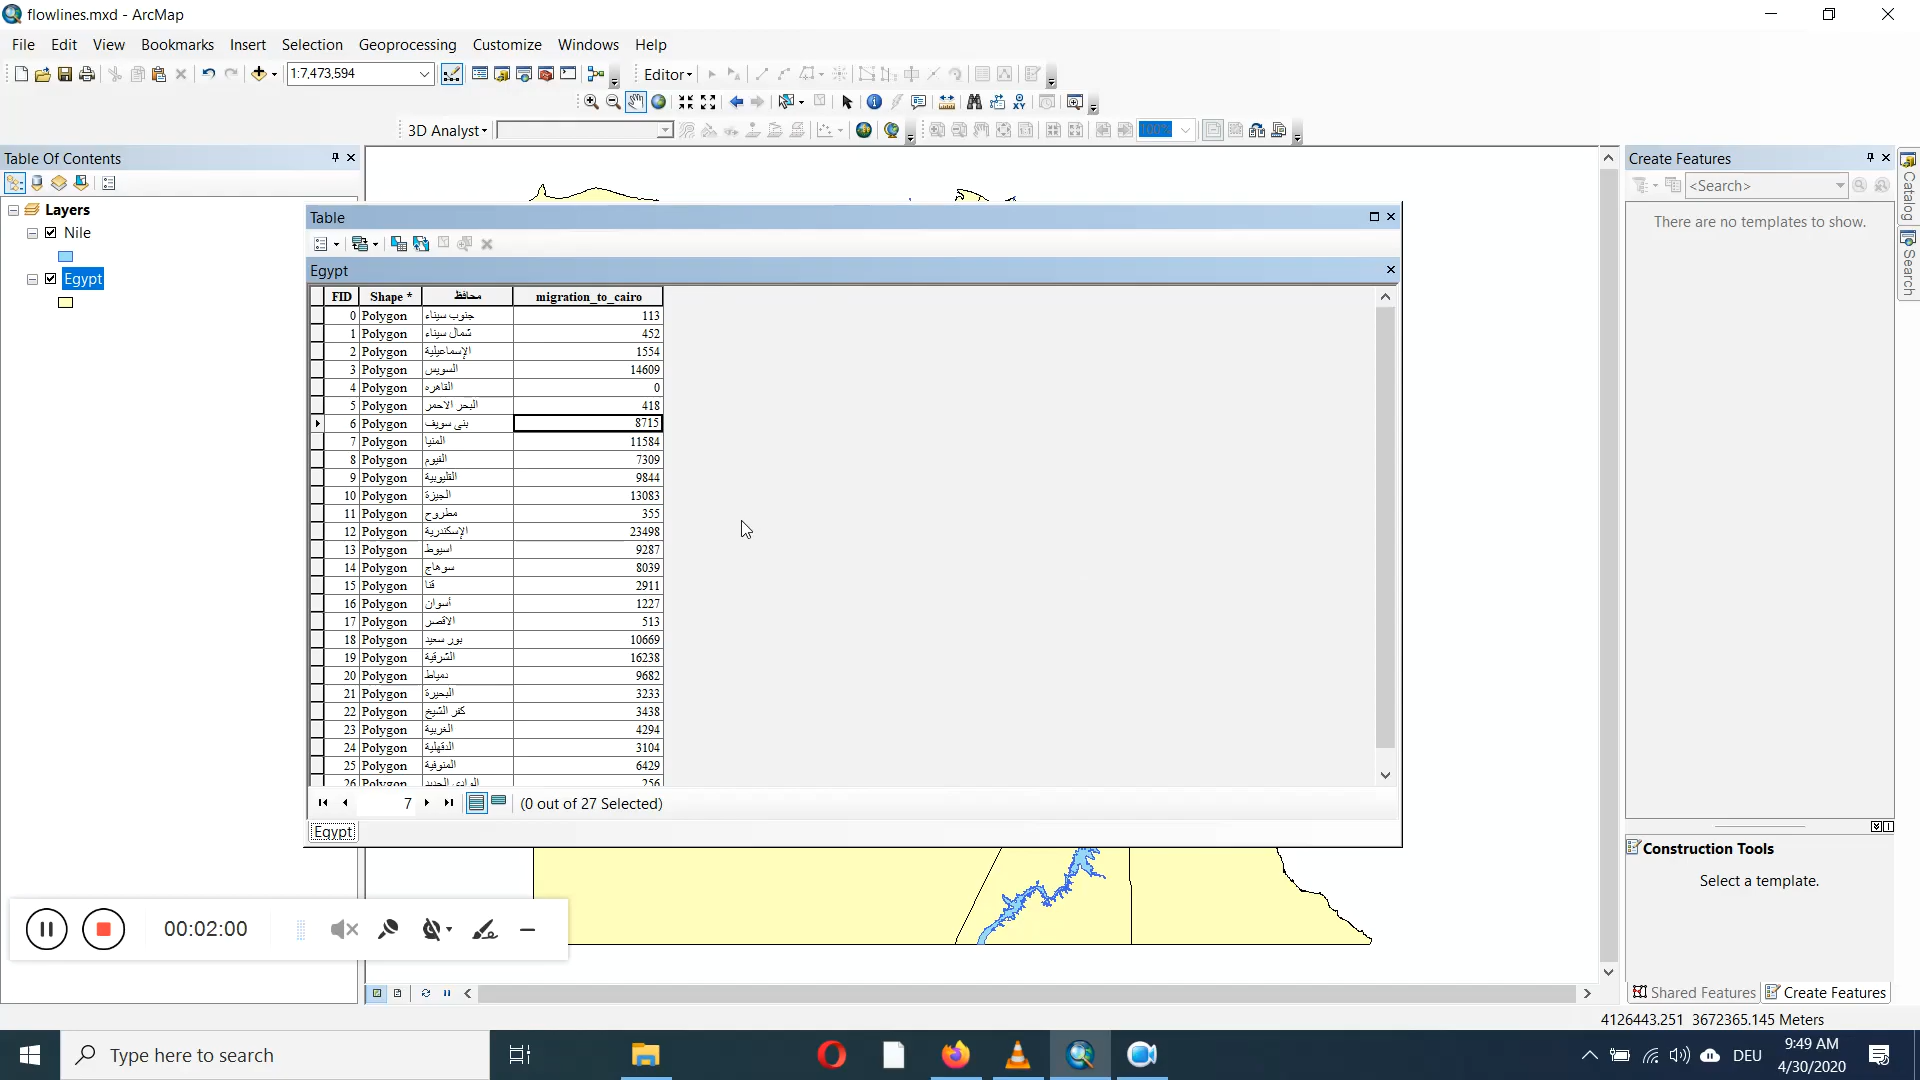 flowlines.mxd - ArcMap
File Edit View Bookmarks Insert Selection Geoprocessing Customize Windows Help
1:7,473,594
Editor
3D Analyst
100%
Table Of Contents
Layers
Nile
Egypt
Table
Egypt
FID Shape * محافظ migration_to_cairo
0 Polygon جنوب سيناء 113
1 Polygon شمال سيناء 452
2 Polygon الإسماعيلية 1554
3 Polygon السويس 14609
4 Polygon القاهره 0
5 Polygon البحر الاحمر 418
6 Polygon بنى سويف 8715
7 Polygon المنيا 11584
8 Polygon الفيوم 7309
9 Polygon القليوبية 9844
10 Polygon الجيزة 13083
11 Polygon مطروح 355
12 Polygon الإسكندرية 23498
13 Polygon اسيوط 9287
14 Polygon سوهاج 8039
15 Polygon قنا 2911
16 Polygon أسوان 1227
17 Polygon الاقصر 513
18 Polygon بور سعيد 10669
19 Polygon الشرقية 16238
20 Polygon دمياط 9682
21 Polygon البحيرة 3233
22 Polygon كفر الشيخ 3438
23 Polygon الغربية 4294
24 Polygon الدقهلية 3104
25 Polygon المنوفية 6429
26 Polygon الوادى الجديد 256
7 (0 out of 27 Selected)
Egypt
Create Features
<Search>
There are no templates to show.
Catalog
Search
Construction Tools
Select a template.
Shared Features Create Features
00:02:00
4126443.251 3672365.145 Meters
Type here to search
DEU
9:49 AM
4/30/2020